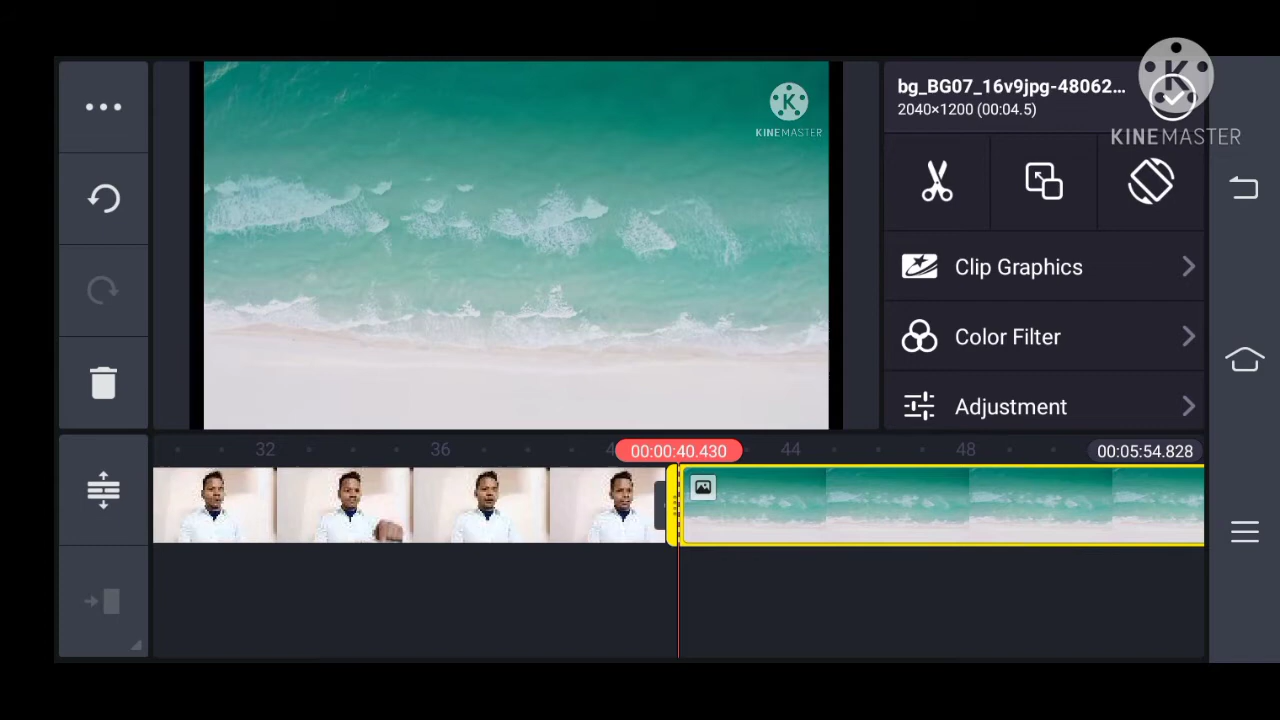 bg_BG07_16v9jpg-48062...
2040×1200 (00:04.5)
KINEMASTER
KINEMASTER
Clip Graphics
Color Filter
Adjustment
32
36
4
00:00:40.430
44
48
00:05:54.828